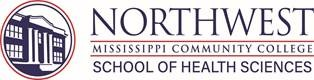 NORTHWEST
MISSISSIPPI COMMUNITY COLLEGE
SCHOOL OF HEALTH SCIENCES